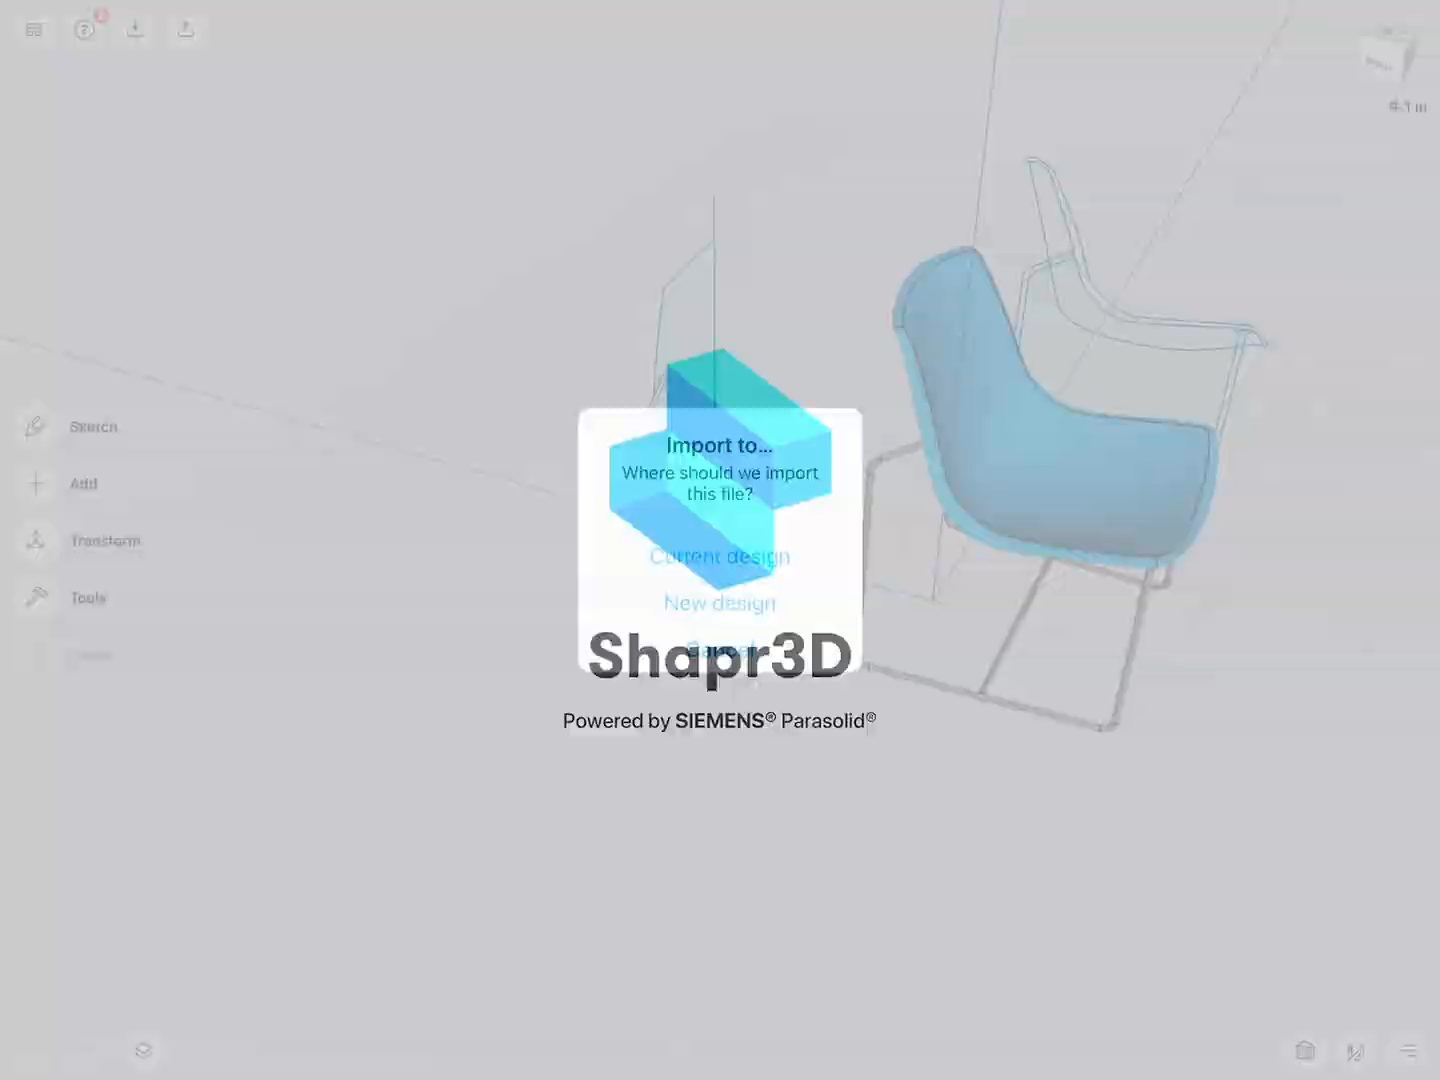 Sketch
Add
Transform
Tools
Import to...
Where should we import
this file?
Current design
New design
Cancel
Shapr3D
Powered by SIEMENS® Parasolid®